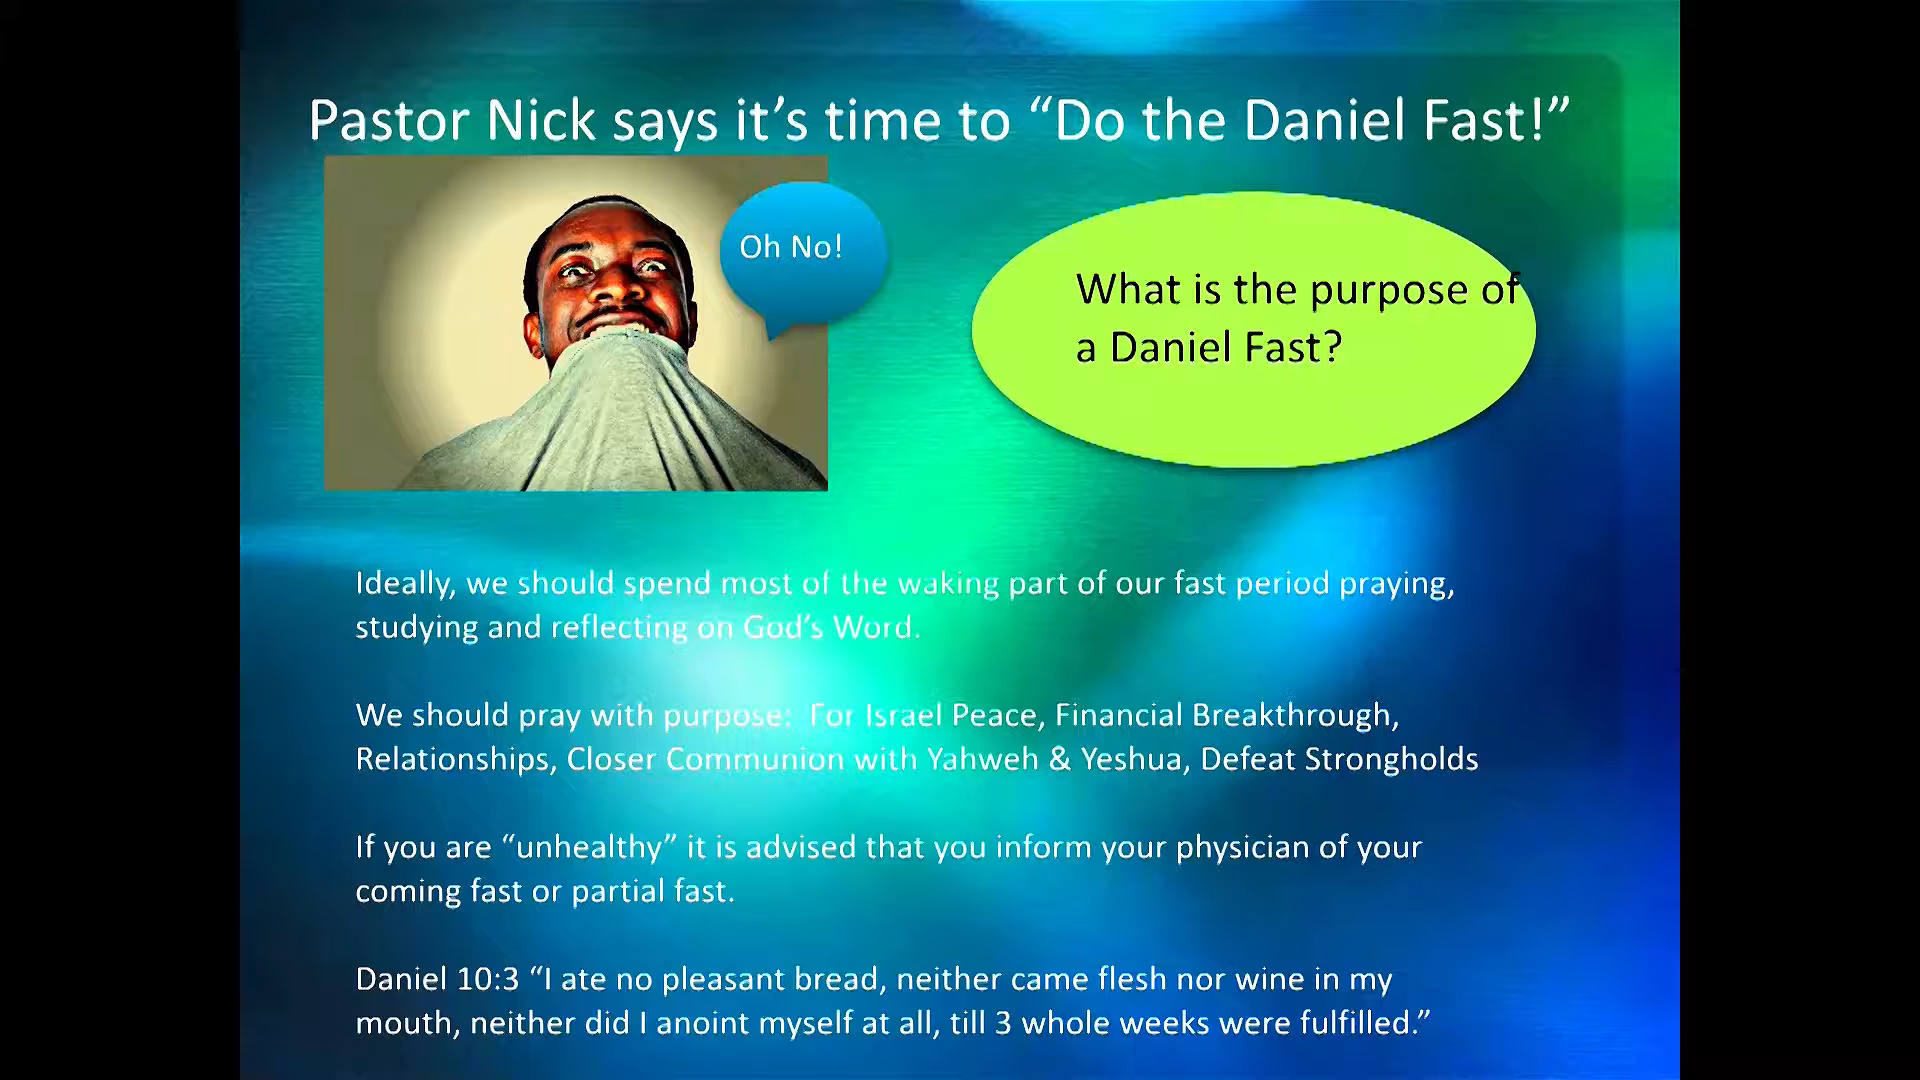 Pastor Nick says it’s time to “Do the Daniel Fast!”
Oh No!
What is the purpose of
a Daniel Fast?
Ideally, we should spend most of the waking part of our fast period praying,
studying and reflecting on God’s Word.
We should pray with purpose:  For Israel Peace, Financial Breakthrough,
Relationships, Closer Communion with Yahweh & Yeshua, Defeat Strongholds
If you are “unhealthy” it is advised that you inform your physician of your
coming fast or partial fast.
Daniel 10:3 “I ate no pleasant bread, neither came flesh nor wine in my
mouth, neither did I anoint myself at all, till 3 whole weeks were fulfilled.”